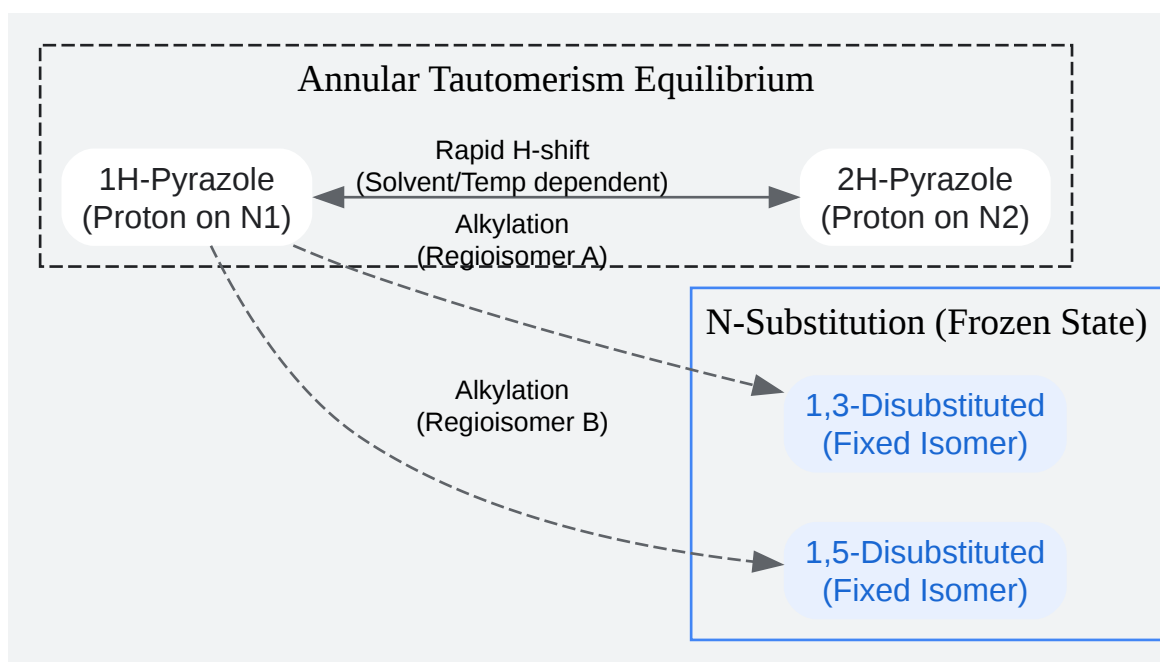 Annular Tautomerism Equilibrium
Rapid H-shift
(Solvent/Temp dependent)
1H-Pyrazole
(Proton on N1)
2H-Pyrazole
(Proton on N2)
Alkylation
(Regioisomer A)
N-Substitution (Frozen State)
Alkylation
(Regioisomer B)
1,3-Disubstituted
(Fixed Isomer)
1,5-Disubstituted
(Fixed Isomer)